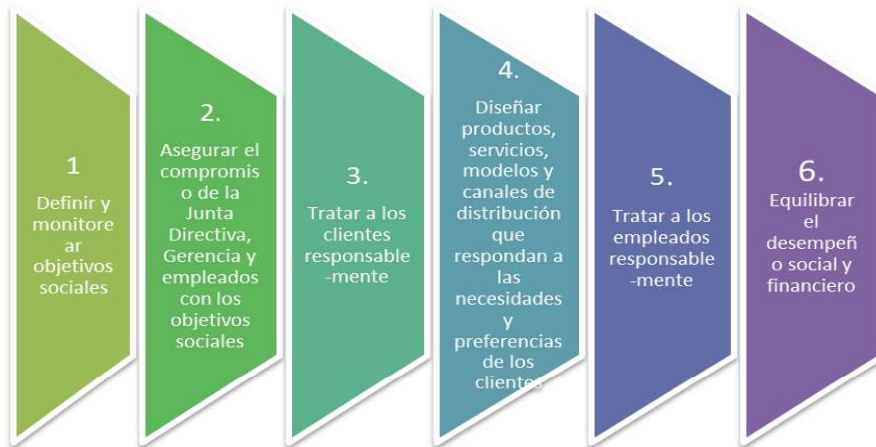 1
Definir y
monitore
ar
objetivos
sociales
2.
Asegurar el
compromis
o de la
Junta
Directiva,
Gerencia y
empleados
con los
objetivos
sociales
3.
Tratar a los
clientes
responsable
-mente
4.
Diseñar
productos,
servicios,
modelos y
canales de
distribución
que
respondan a
las
necesidades
y
preferencias
de los
clientes
5.
Tratar a los
empleados
responsable
-mente
6.
Equilibrar
el
desempeñ
o social y
financiero